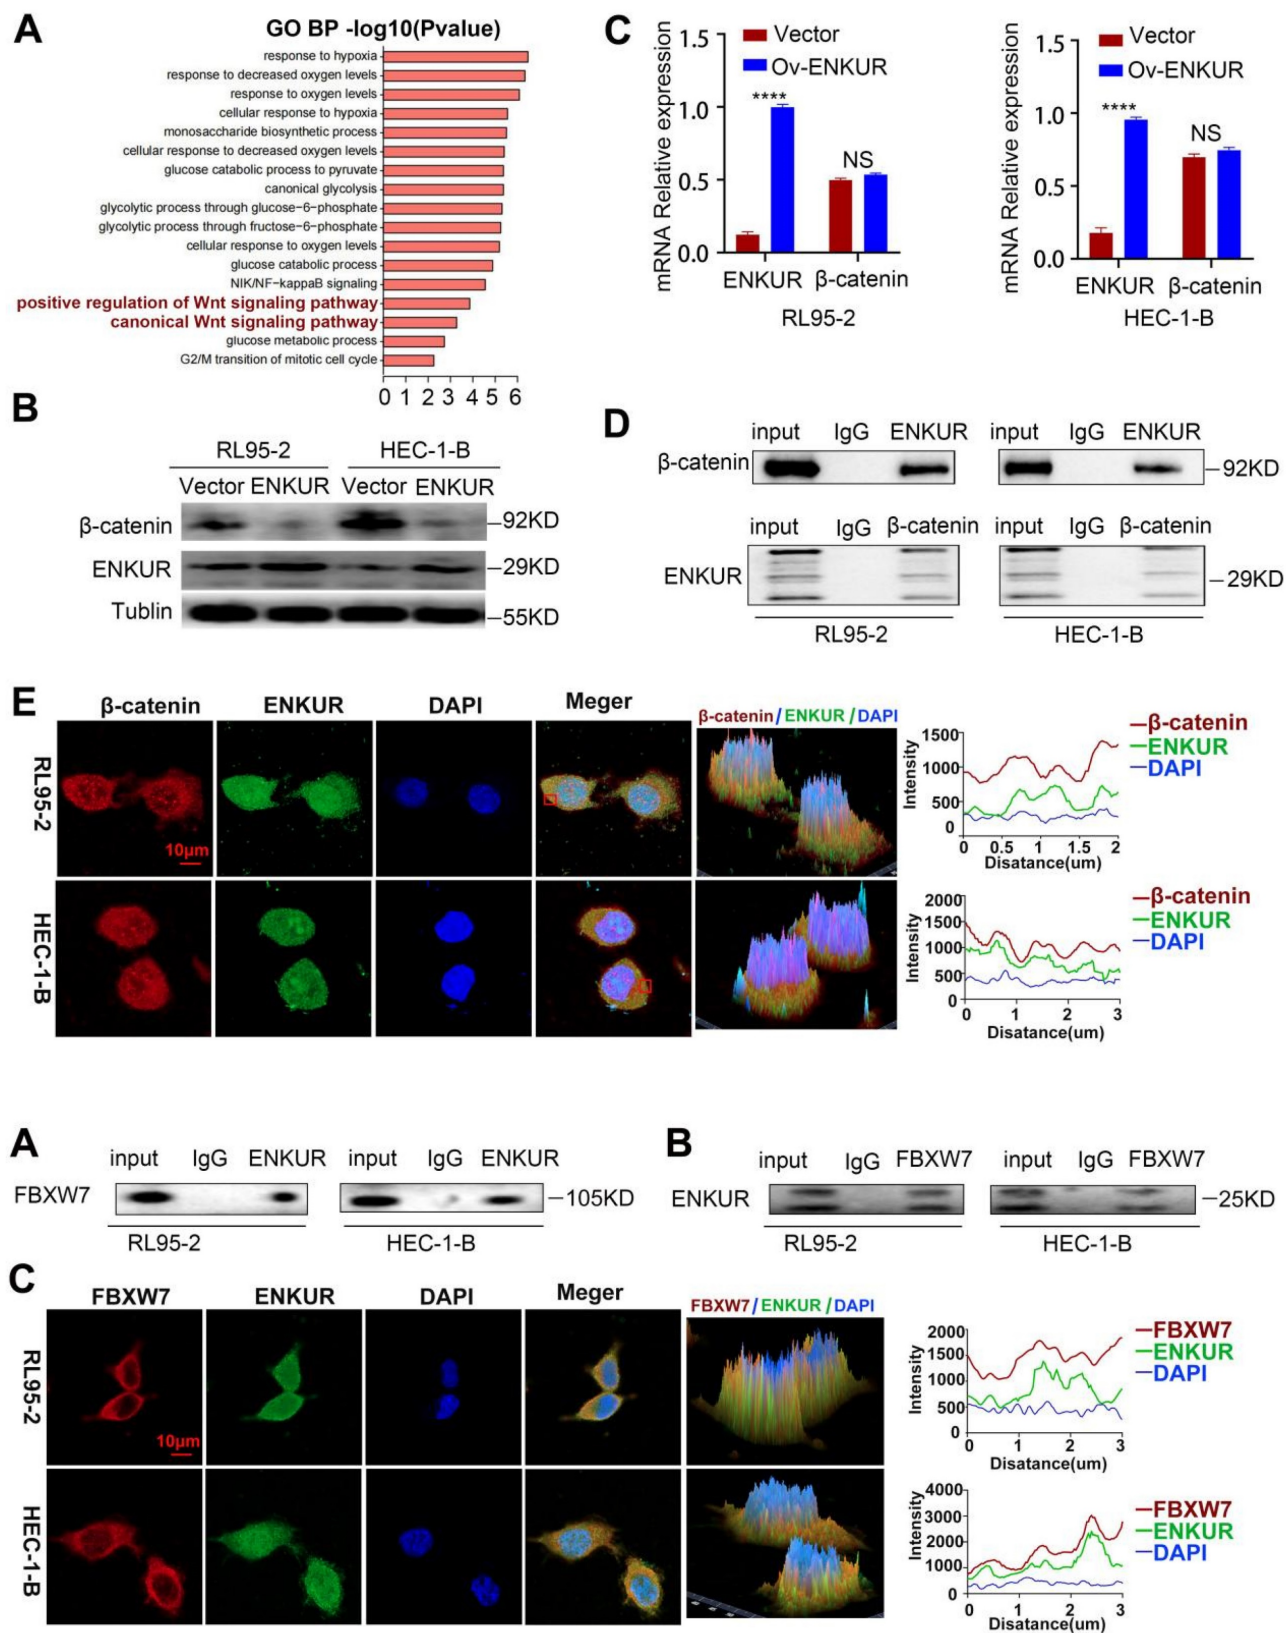 A
GO BP -log10(Pvalue)
response to hypoxia
response to decreased oxygen levels
response to oxygen levels
cellular response to hypoxia
monosaccharide biosynthetic process
cellular response to decreased oxygen levels
glucose catabolic process to pyruvate
canonical glycolysis
glycolytic process through glucose−6−phosphate
glycolytic process through fructose−6−phosphate
cellular response to oxygen levels
glucose catabolic process
NIK/NF−kappaB signaling
positive regulation of Wnt signaling pathway
canonical Wnt signaling pathway
glucose metabolic process
G2/M transition of mitotic cell cycle
0 1 2 3 4 5 6
C
mRNA Relative expression
1.5
1.0
0.5
0.0
Vector
Ov-ENKUR
****
NS
ENKUR β-catenin
RL95-2
mRNA Relative expression
1.5
1.0
0.5
0.0
Vector
Ov-ENKUR
****
NS
ENKUR β-catenin
HEC-1-B
B
RL95-2 HEC-1-B
Vector ENKUR Vector ENKUR
β-catenin –92KD
ENKUR –29KD
Tublin –55KD
D
input IgG ENKUR input IgG ENKUR
β-catenin –92KD
input IgG β-catenin input IgG β-catenin
ENKUR –29KD
RL95-2 HEC-1-B
E
β-catenin ENKUR DAPI Meger β-catenin/ENKUR/DAPI
RL95-2
10μm
Intensity
1500
1000
500
0
0 0.5 1 1.5 2
Disatance(um)
β-catenin
ENKUR
DAPI
HEC-1-B
Intensity
2000
1500
1000
500
0
0 1 2 3
Disatance(um)
β-catenin
ENKUR
DAPI
A
input IgG ENKUR input IgG ENKUR
FBXW7 –105KD
RL95-2 HEC-1-B
B
input IgG FBXW7 input IgG FBXW7
ENKUR –25KD
RL95-2 HEC-1-B
C
FBXW7 ENKUR DAPI Meger FBXW7/ENKUR/DAPI
RL95-2
10μm
Intensity
2000
1500
1000
500
0
0 1 2 3
Disatance(um)
FBXW7
ENKUR
DAPI
HEC-1-B
Intensity
4000
3000
2000
1000
0
0 1 2 3
Disatance(um)
FBXW7
ENKUR
DAPI